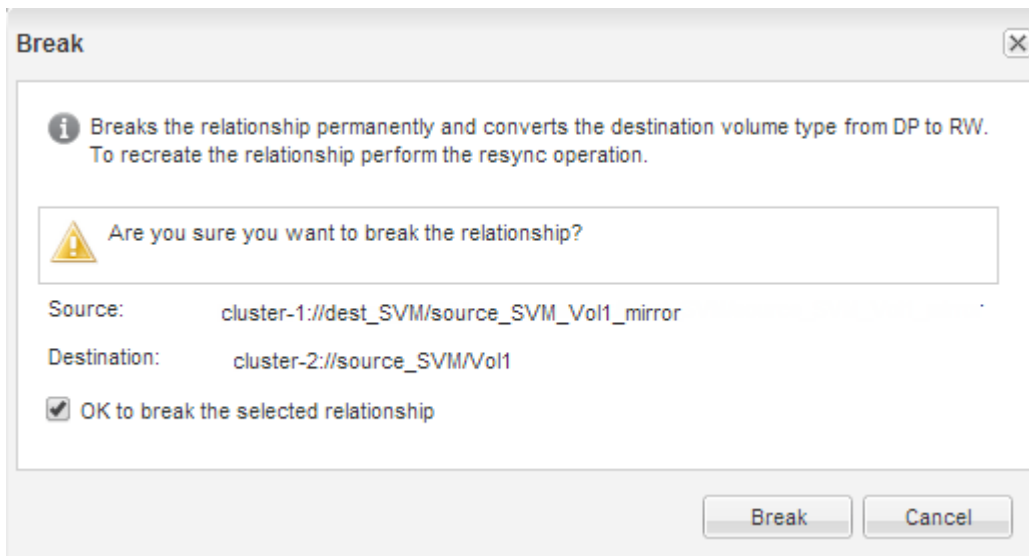 Break
Breaks the relationship permanently and converts the destination volume type from DP to RW.
To recreate the relationship perform the resync operation.
Are you sure you want to break the relationship?
Source: cluster-1://dest_SVM/source_SVM_Vol1_mirror
Destination: cluster-2://source_SVM/Vol1
OK to break the selected relationship
Break Cancel